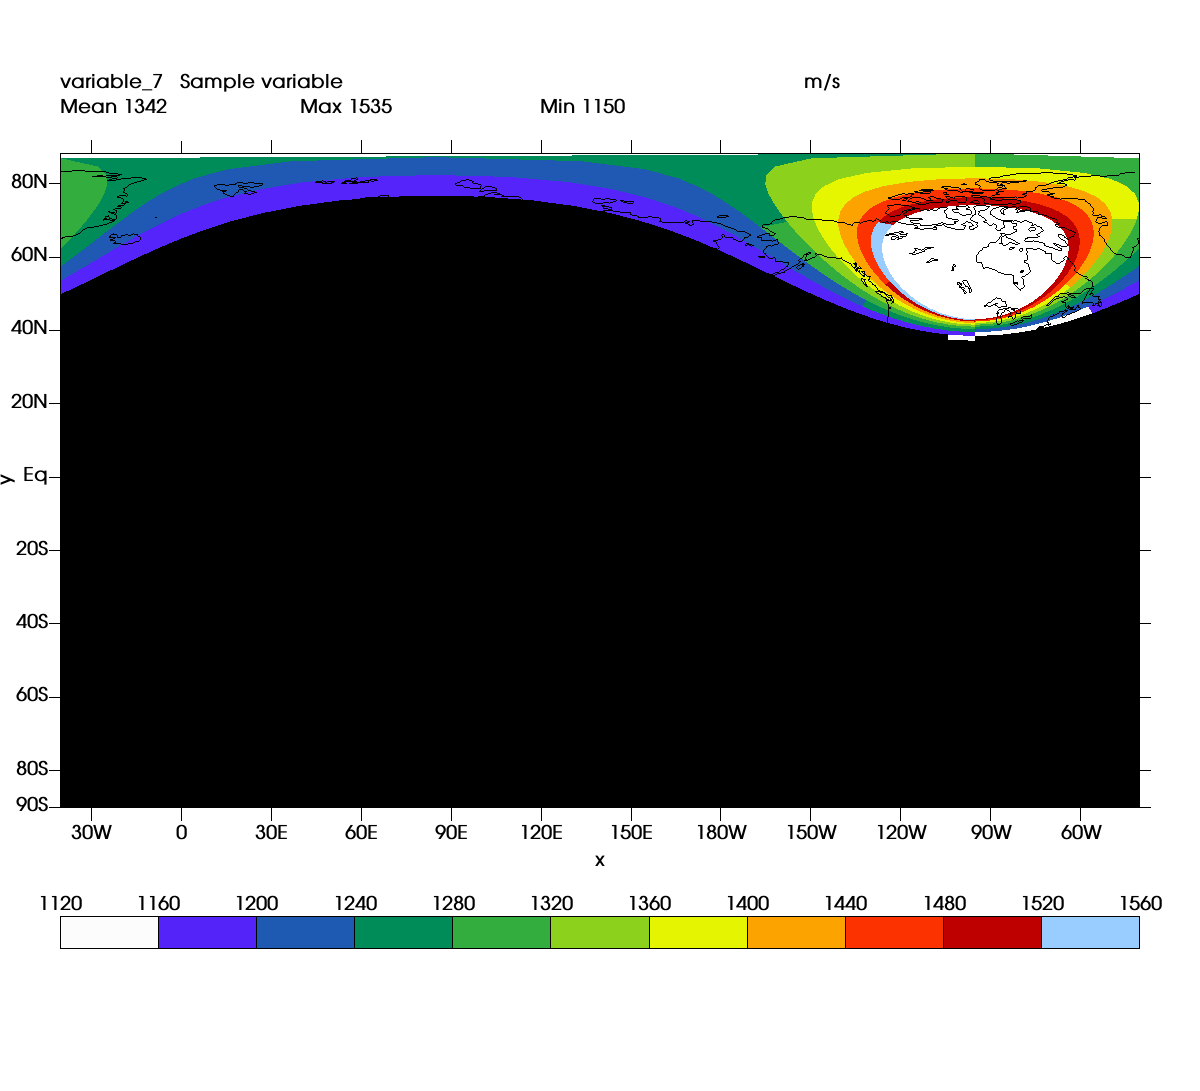 variable_7 Sample variable m/s
Mean 1342 Max 1535 Min 1150
80N
60N
40N
20N
Eq
y
20S
40S
60S
80S
90S
30W 0 30E 60E 90E 120E 150E 180W 150W 120W 90W 60W
x
1120 1160 1200 1240 1280 1320 1360 1400 1440 1480 1520 1560